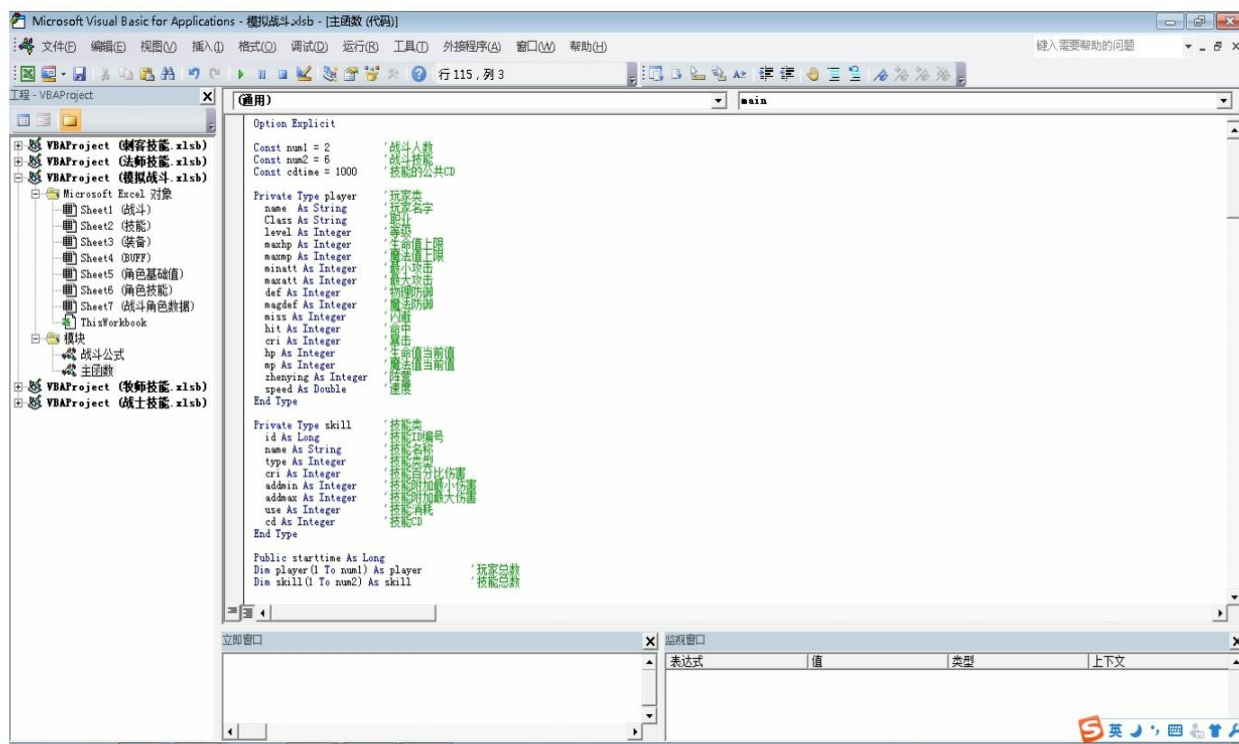 Microsoft Visual Basic for Applications - 模拟战斗.xlsb - [主函数 (代码)]
文件(F) 编辑(E) 视图(V) 插入(I) 格式(O) 调试(D) 运行(R) 工具(T) 外接程序(A) 窗口(W) 帮助(H) 键入需要帮助的问题
行 115 , 列 3
工程 - VBAProject
VBAProject (刺客技能.xlsb)
VBAProject (法师技能.xlsb)
VBAProject (模拟战斗.xlsb)
Microsoft Excel 对象
Sheet1 (战斗)
Sheet2 (技能)
Sheet3 (装备)
Sheet4 (BUFF)
Sheet5 (角色基础值)
Sheet6 (角色技能)
Sheet7 (战斗角色数据)
ThisWorkbook
模块
战斗公式
主函数
VBAProject (牧师技能.xlsb)
VBAProject (战士技能.xlsb)
(通用) main
Option Explicit
Const num1 = 2 '战斗人数
Const num2 = 6 '战斗技能
Const cdtime = 1000 '技能的公共CD
Private Type player '玩家类
name As String '玩家名字
Class As String '职业
level As Integer '等级
maxhp As Integer '生命值上限
maxmp As Integer '魔法值上限
minatt As Integer '最小攻击
maxatt As Integer '最大攻击
def As Integer '物理防御
magdef As Integer '魔法防御
miss As Integer '闪避
hit As Integer '命中
cri As Integer '暴击
hp As Integer '生命值当前值
mp As Integer '魔法值当前值
zhenying As Integer '阵营
speed As Double '速度
End Type
Private Type skill '技能类
id As Long '技能ID编号
name As String '技能名称
type As Integer '技能类型
cri As Integer '技能百分比伤害
addmin As Integer '技能附加最小伤害
addmax As Integer '技能附加最大伤害
use As Integer '技能消耗
cd As Integer '技能CD
End Type
Public starttime As Long
Dim player(1 To num1) As player '玩家总数
Dim skill(1 To num2) As skill '技能总数
立即窗口
监视窗口
表达式 值 类型 上下文
英